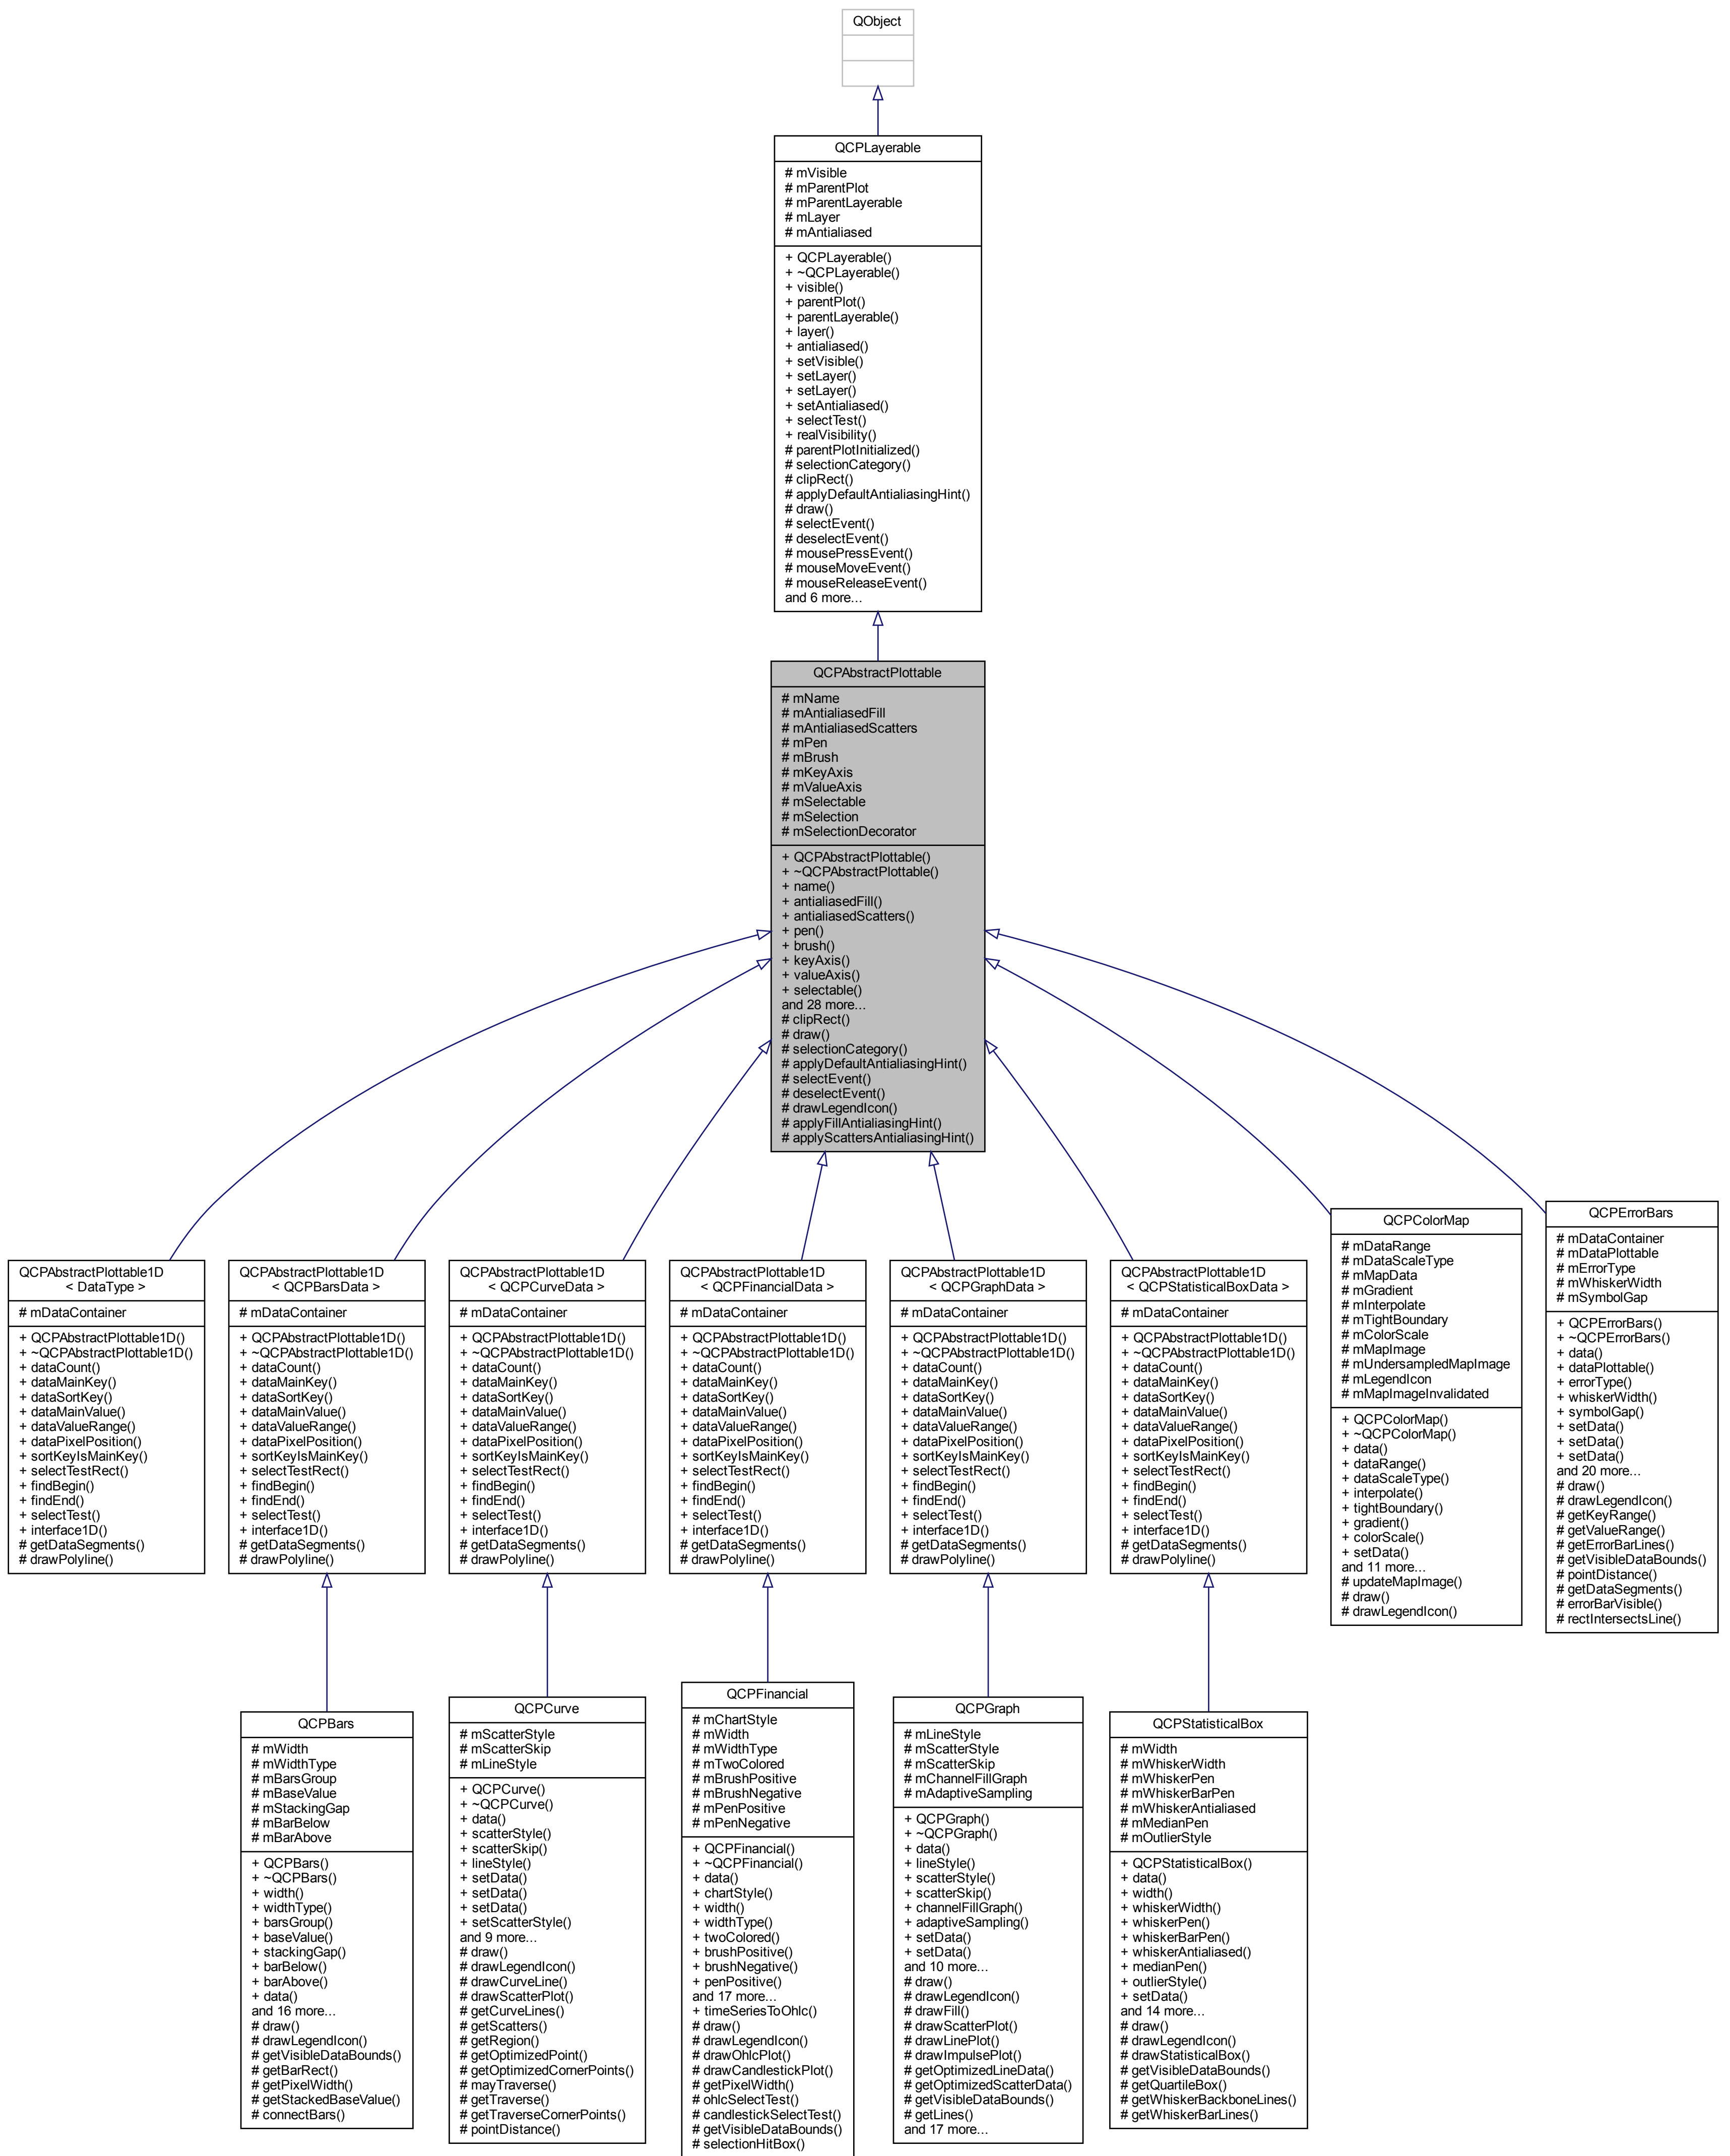 QObject
QCPLayerable
# mVisible
# mParentPlot
# mParentLayerable
# mLayer
# mAntialiased
+ QCPLayerable()
+ ~QCPLayerable()
+ visible()
+ parentPlot()
+ parentLayerable()
+ layer()
+ antialiased()
+ setVisible()
+ setLayer()
+ setLayer()
+ setAntialiased()
+ selectTest()
+ realVisibility()
# parentPlotInitialized()
# selectionCategory()
# clipRect()
# applyDefaultAntialiasingHint()
# draw()
# selectEvent()
# deselectEvent()
# mousePressEvent()
# mouseMoveEvent()
# mouseReleaseEvent()
and 6 more...
QCPAbstractPlottable
# mName
# mAntialiasedFill
# mAntialiasedScatters
# mPen
# mBrush
# mKeyAxis
# mValueAxis
# mSelectable
# mSelection
# mSelectionDecorator
+ QCPAbstractPlottable()
+ ~QCPAbstractPlottable()
+ name()
+ antialiasedFill()
+ antialiasedScatters()
+ pen()
+ brush()
+ keyAxis()
+ valueAxis()
+ selectable()
and 28 more...
# clipRect()
# draw()
# selectionCategory()
# applyDefaultAntialiasingHint()
# selectEvent()
# deselectEvent()
# drawLegendIcon()
# applyFillAntialiasingHint()
# applyScattersAntialiasingHint()
QCPAbstractPlottable1D
< DataType >
# mDataContainer
+ QCPAbstractPlottable1D()
+ ~QCPAbstractPlottable1D()
+ dataCount()
+ dataMainKey()
+ dataSortKey()
+ dataMainValue()
+ dataValueRange()
+ dataPixelPosition()
+ sortKeyIsMainKey()
+ selectTestRect()
+ findBegin()
+ findEnd()
+ selectTest()
+ interface1D()
# getDataSegments()
# drawPolyline()
QCPAbstractPlottable1D
< QCPBarsData >
# mDataContainer
+ QCPAbstractPlottable1D()
+ ~QCPAbstractPlottable1D()
+ dataCount()
+ dataMainKey()
+ dataSortKey()
+ dataMainValue()
+ dataValueRange()
+ dataPixelPosition()
+ sortKeyIsMainKey()
+ selectTestRect()
+ findBegin()
+ findEnd()
+ selectTest()
+ interface1D()
# getDataSegments()
# drawPolyline()
QCPAbstractPlottable1D
< QCPCurveData >
# mDataContainer
+ QCPAbstractPlottable1D()
+ ~QCPAbstractPlottable1D()
+ dataCount()
+ dataMainKey()
+ dataSortKey()
+ dataMainValue()
+ dataValueRange()
+ dataPixelPosition()
+ sortKeyIsMainKey()
+ selectTestRect()
+ findBegin()
+ findEnd()
+ selectTest()
+ interface1D()
# getDataSegments()
# drawPolyline()
QCPAbstractPlottable1D
< QCPFinancialData >
# mDataContainer
+ QCPAbstractPlottable1D()
+ ~QCPAbstractPlottable1D()
+ dataCount()
+ dataMainKey()
+ dataSortKey()
+ dataMainValue()
+ dataValueRange()
+ dataPixelPosition()
+ sortKeyIsMainKey()
+ selectTestRect()
+ findBegin()
+ findEnd()
+ selectTest()
+ interface1D()
# getDataSegments()
# drawPolyline()
QCPAbstractPlottable1D
< QCPGraphData >
# mDataContainer
+ QCPAbstractPlottable1D()
+ ~QCPAbstractPlottable1D()
+ dataCount()
+ dataMainKey()
+ dataSortKey()
+ dataMainValue()
+ dataValueRange()
+ dataPixelPosition()
+ sortKeyIsMainKey()
+ selectTestRect()
+ findBegin()
+ findEnd()
+ selectTest()
+ interface1D()
# getDataSegments()
# drawPolyline()
QCPAbstractPlottable1D
< QCPStatisticalBoxData >
# mDataContainer
+ QCPAbstractPlottable1D()
+ ~QCPAbstractPlottable1D()
+ dataCount()
+ dataMainKey()
+ dataSortKey()
+ dataMainValue()
+ dataValueRange()
+ dataPixelPosition()
+ sortKeyIsMainKey()
+ selectTestRect()
+ findBegin()
+ findEnd()
+ selectTest()
+ interface1D()
# getDataSegments()
# drawPolyline()
QCPColorMap
# mDataRange
# mDataScaleType
# mMapData
# mGradient
# mInterpolate
# mTightBoundary
# mColorScale
# mMapImage
# mUndersampledMapImage
# mLegendIcon
# mMapImageInvalidated
+ QCPColorMap()
+ ~QCPColorMap()
+ data()
+ dataRange()
+ dataScaleType()
+ interpolate()
+ tightBoundary()
+ gradient()
+ colorScale()
+ setData()
and 11 more...
# updateMapImage()
# draw()
# drawLegendIcon()
QCPErrorBars
# mDataContainer
# mDataPlottable
# mErrorType
# mWhiskerWidth
# mSymbolGap
+ QCPErrorBars()
+ ~QCPErrorBars()
+ data()
+ dataPlottable()
+ errorType()
+ whiskerWidth()
+ symbolGap()
+ setData()
+ setData()
+ setData()
and 20 more...
# draw()
# drawLegendIcon()
# getKeyRange()
# getValueRange()
# getErrorBarLines()
# getVisibleDataBounds()
# pointDistance()
# getDataSegments()
# errorBarVisible()
# rectIntersectsLine()
QCPBars
# mWidth
# mWidthType
# mBarsGroup
# mBaseValue
# mStackingGap
# mBarBelow
# mBarAbove
+ QCPBars()
+ ~QCPBars()
+ width()
+ widthType()
+ barsGroup()
+ baseValue()
+ stackingGap()
+ barBelow()
+ barAbove()
+ data()
and 16 more...
# draw()
# drawLegendIcon()
# getVisibleDataBounds()
# getBarRect()
# getPixelWidth()
# getStackedBaseValue()
# connectBars()
QCPCurve
# mScatterStyle
# mScatterSkip
# mLineStyle
+ QCPCurve()
+ ~QCPCurve()
+ data()
+ scatterStyle()
+ scatterSkip()
+ lineStyle()
+ setData()
+ setData()
+ setData()
+ setScatterStyle()
and 9 more...
# draw()
# drawLegendIcon()
# drawCurveLine()
# drawScatterPlot()
# getCurveLines()
# getScatters()
# getRegion()
# getOptimizedPoint()
# getOptimizedCornerPoints()
# mayTraverse()
# getTraverse()
# getTraverseCornerPoints()
# pointDistance()
QCPFinancial
# mChartStyle
# mWidth
# mWidthType
# mTwoColored
# mBrushPositive
# mBrushNegative
# mPenPositive
# mPenNegative
+ QCPFinancial()
+ ~QCPFinancial()
+ data()
+ chartStyle()
+ width()
+ widthType()
+ twoColored()
+ brushPositive()
+ brushNegative()
+ penPositive()
and 17 more...
+ timeSeriesToOhlc()
# draw()
# drawLegendIcon()
# drawOhlcPlot()
# drawCandlestickPlot()
# getPixelWidth()
# ohlcSelectTest()
# candlestickSelectTest()
# getVisibleDataBounds()
# selectionHitBox()
QCPGraph
# mLineStyle
# mScatterStyle
# mScatterSkip
# mChannelFillGraph
# mAdaptiveSampling
+ QCPGraph()
+ ~QCPGraph()
+ data()
+ lineStyle()
+ scatterStyle()
+ scatterSkip()
+ channelFillGraph()
+ adaptiveSampling()
+ setData()
+ setData()
and 10 more...
# draw()
# drawLegendIcon()
# drawFill()
# drawScatterPlot()
# drawLinePlot()
# drawImpulsePlot()
# getOptimizedLineData()
# getOptimizedScatterData()
# getVisibleDataBounds()
# getLines()
and 17 more...
QCPStatisticalBox
# mWidth
# mWhiskerWidth
# mWhiskerPen
# mWhiskerBarPen
# mWhiskerAntialiased
# mMedianPen
# mOutlierStyle
+ QCPStatisticalBox()
+ data()
+ width()
+ whiskerWidth()
+ whiskerPen()
+ whiskerBarPen()
+ whiskerAntialiased()
+ medianPen()
+ outlierStyle()
+ setData()
and 14 more...
# draw()
# drawLegendIcon()
# drawStatisticalBox()
# getVisibleDataBounds()
# getQuartileBox()
# getWhiskerBackboneLines()
# getWhiskerBarLines()